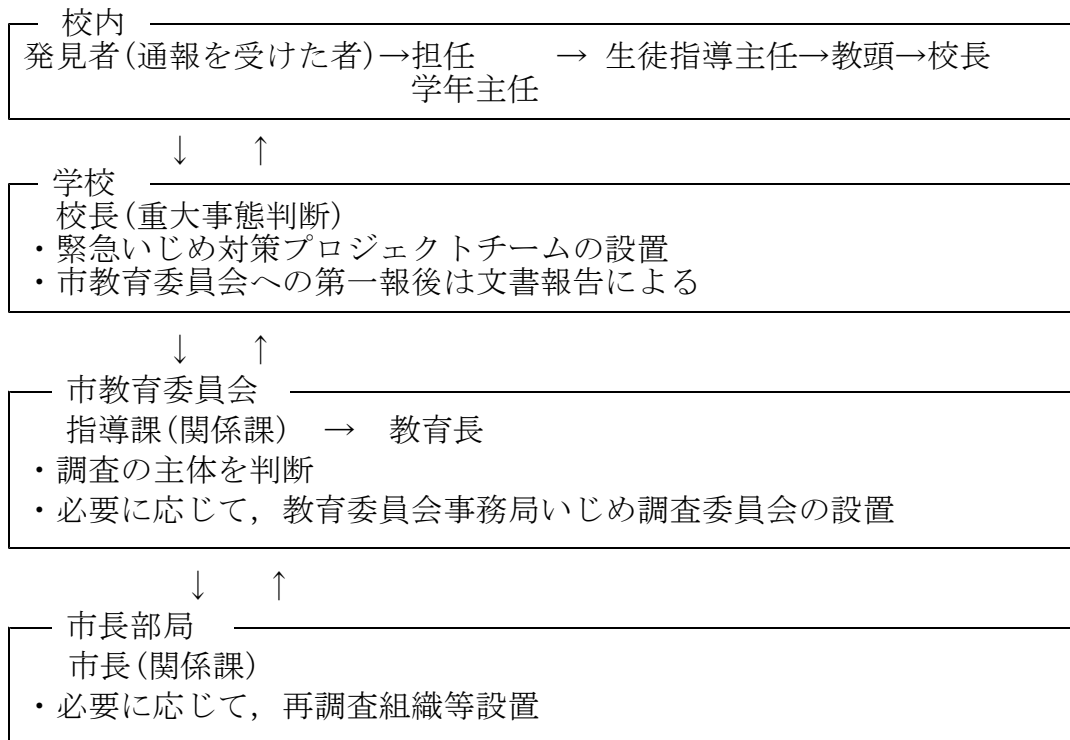 校内
発見者(通報を受けた者)→担任 → 生徒指導主任→教頭→校長
学年主任
↓ ↑
学校
校長(重大事態判断)
・緊急いじめ対策プロジェクトチームの設置
・市教育委員会への第一報後は文書報告による
↓ ↑
市教育委員会
指導課(関係課) → 教育長
・調査の主体を判断
・必要に応じて，教育委員会事務局いじめ調査委員会の設置
↓ ↑
市長部局
市長(関係課)
・必要に応じて，再調査組織等設置